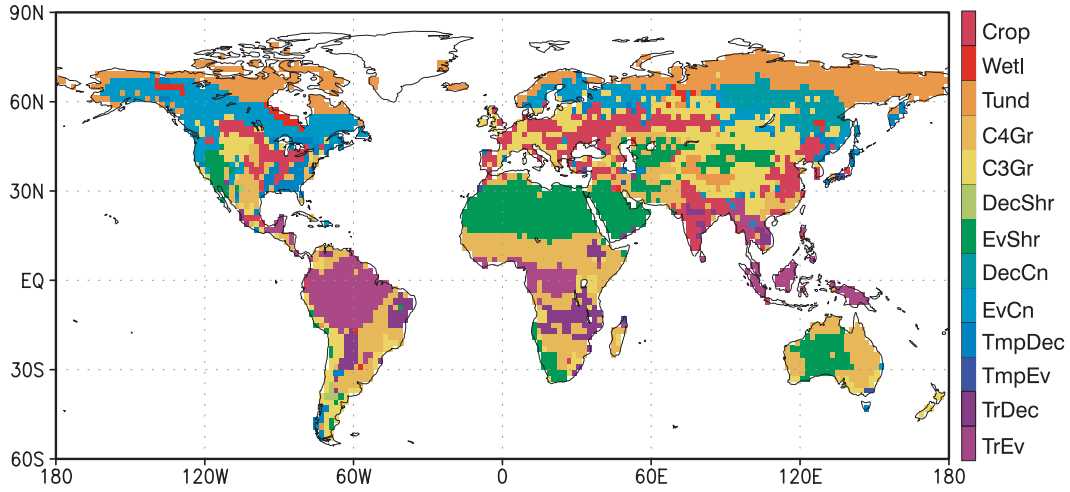 90N
60N
30N
EQ
30S
60S
180 120W 60W 0 60E 120E 180
Crop
Wetl
Tund
C4Gr
C3Gr
DecShr
EvShr
DecCn
EvCn
TmpDec
TmpEv
TrDec
TrEv